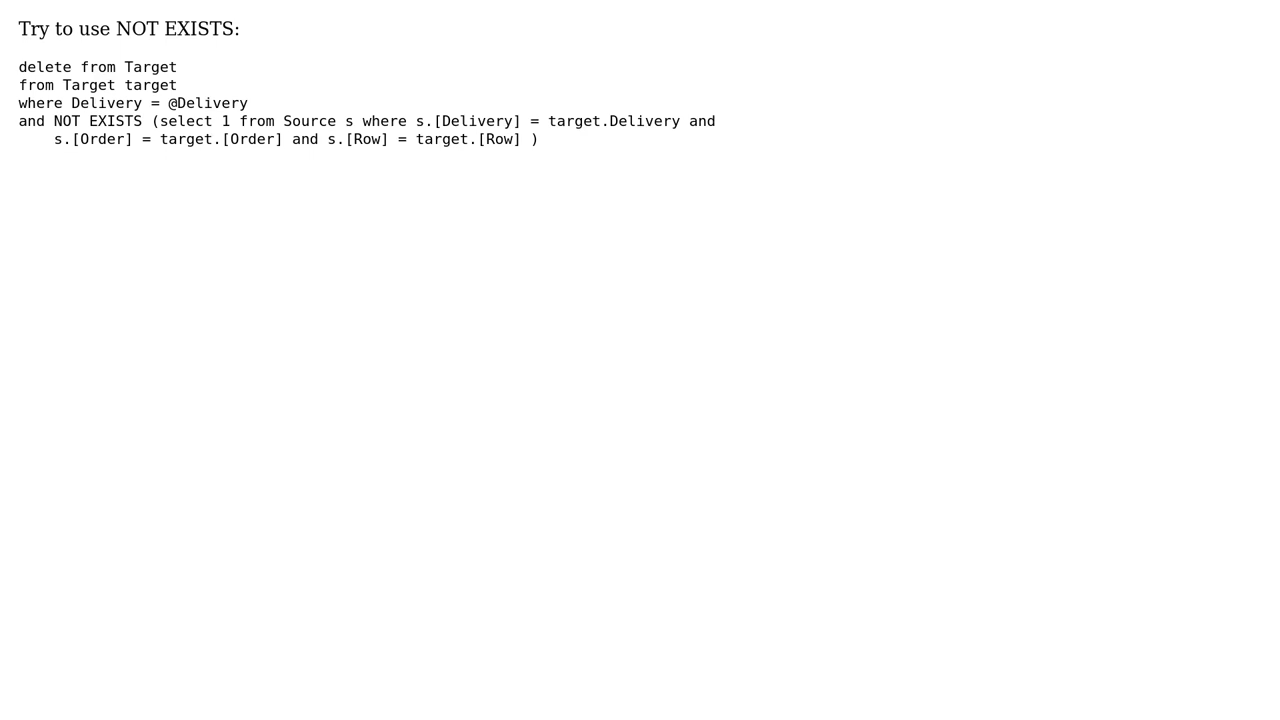 Try to use NOT EXISTS:
delete from Target
from Target target
where Delivery = @Delivery
and NOT EXISTS (select 1 from Source s where s.[Delivery] = target.Delivery and
    s.[Order] = target.[Order] and s.[Row] = target.[Row] )